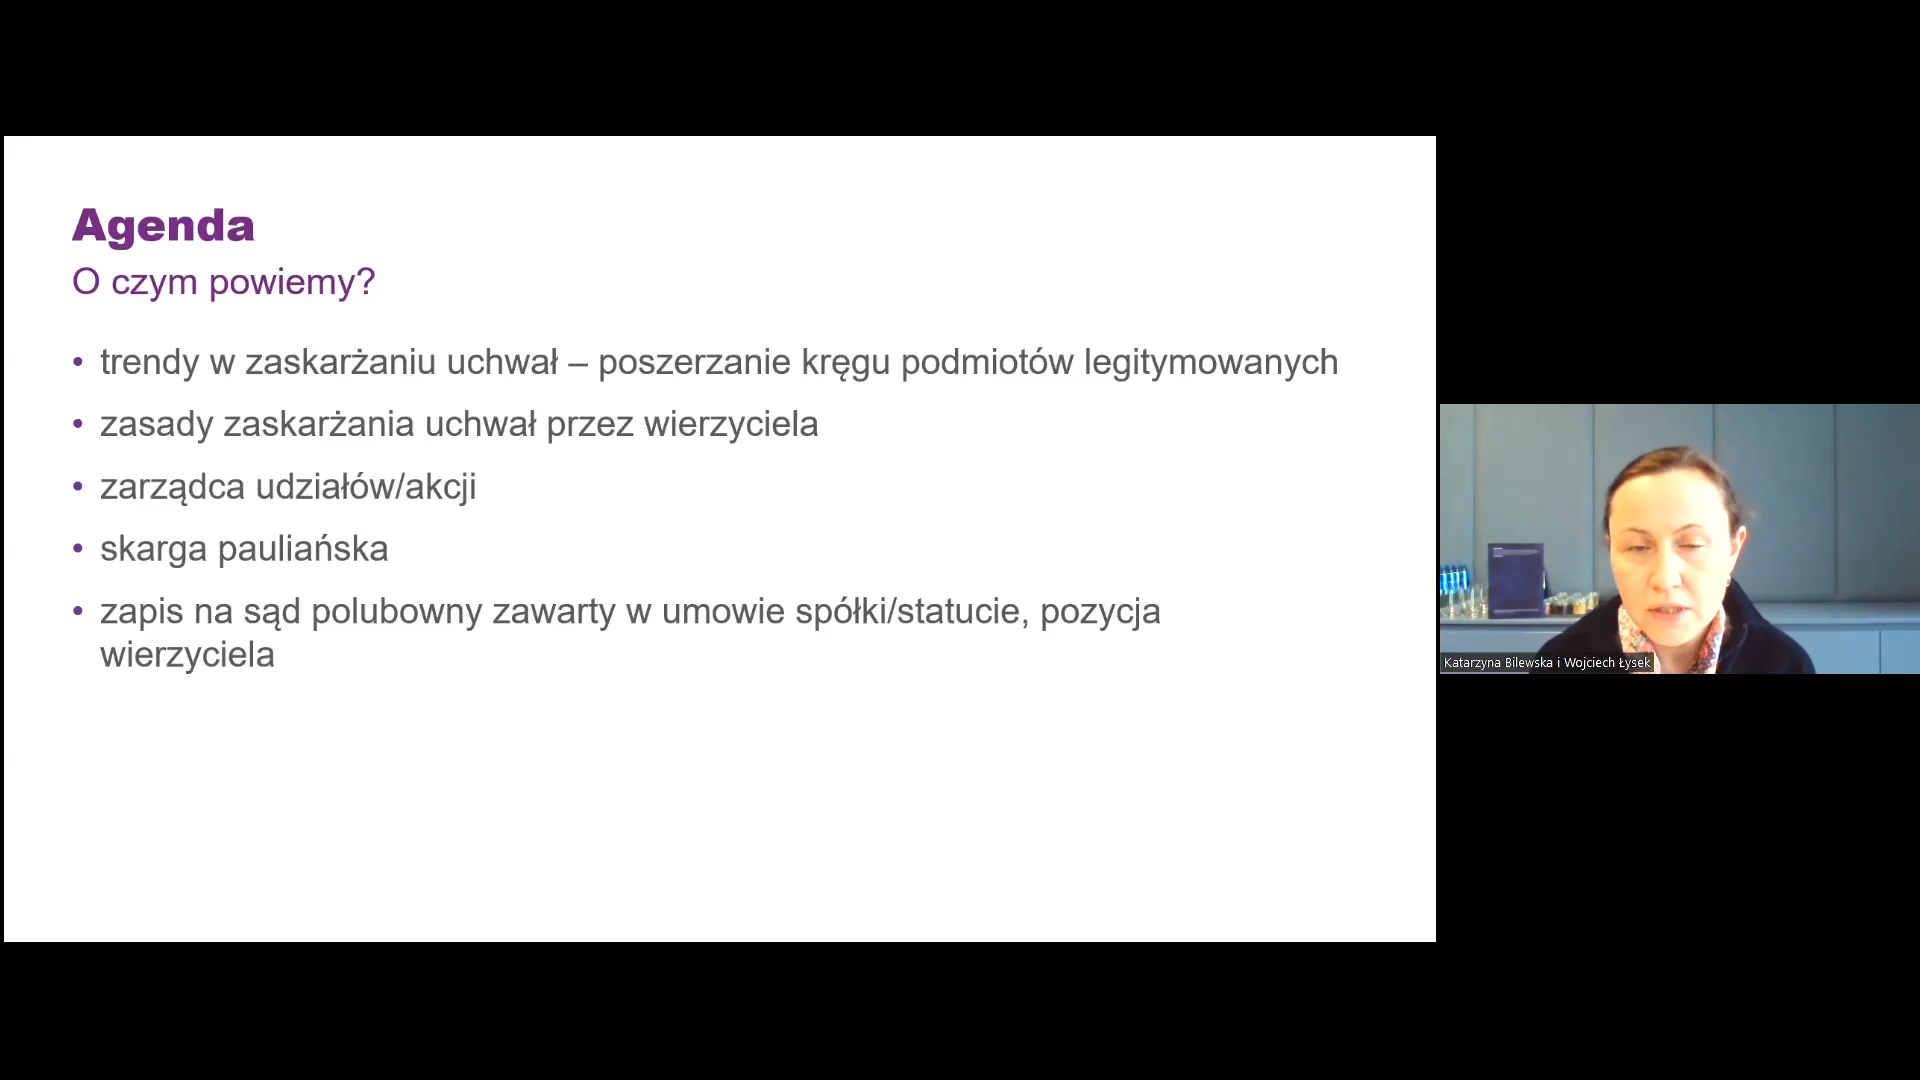 Agenda
O czym powiemy?
• trendy w zaskarżaniu uchwał – poszerzanie kręgu podmiotów legitymowanych
• zasady zaskarżania uchwał przez wierzyciela
• zarządca udziałów/akcji
• skarga pauliańska
• zapis na sąd polubowny zawarty w umowie spółki/statucie, pozycja
wierzyciela
Katarzyna Bilewska i Wojciech Łysek